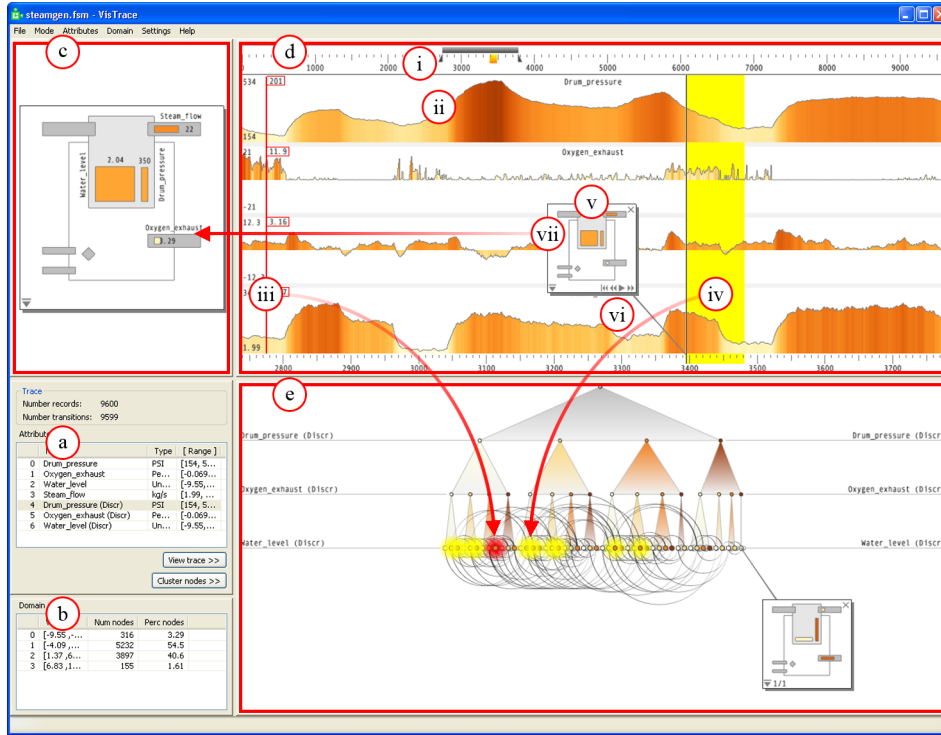 steamgen.fsm - VisTrace
File Mode Attributes Domain Settings Help
c
d
i
1000 2000 3000 4000 5000 6000 7000 8000 9000
534 201 Drum_pressure
ii
154
21 11.9 Oxygen_exhaust
-21
12.3 3.16
v
vii
iii
iv
vi
1.99
2800 2900 3000 3100 3200 3300 3400 3500 3600 3700
Steam_flow
22
2.04 350
Water_level
Drum_pressure
Oxygen_exhaust
3.29
Trace
Number records: 9600
Number transitions: 9599
a
Type [ Range ]
0 Drum_pressure PSI [154, 5...
1 Oxygen_exhaust Pe... [-0.069...
2 Water_level Un... [-9.55,...
3 Steam_flow kg/s [1.99, ...
4 Drum_pressure (Discr) PSI [154, 5...
5 Oxygen_exhaust (Discr) Pe... [-0.069...
6 Water_level (Discr) Un... [-9.55,...
View trace >>
Cluster nodes >>
Domain
b
Num nodes Perc nodes
0 [-9.55 ,-... 316 3.29
1 [-4.09 ,... 5232 54.5
2 [1.37 ,6... 3897 40.6
3 [6.83 ,1... 155 1.61
e
Drum_pressure (Discr) Drum_pressure (Discr)
Oxygen_exhaust (Discr) Oxygen_exhaust (Discr)
Water_level (Discr) Water_level (Discr)
1/1